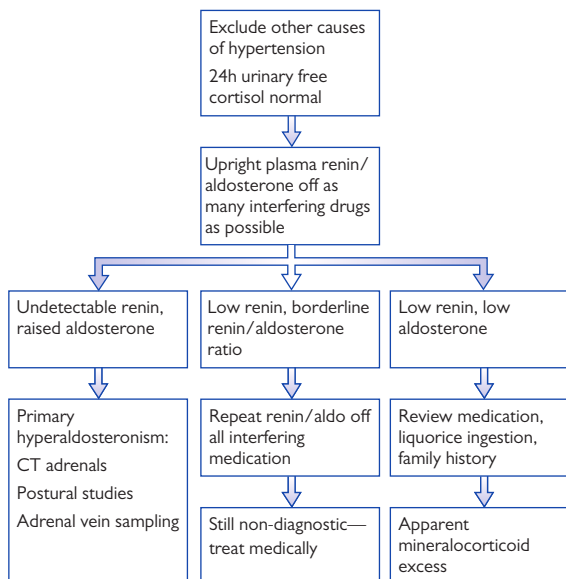 Exclude other causes
of hypertension
24h urinary free
cortisol normal
Upright plasma renin/
aldosterone off as
many interfering drugs
as possible
Undetectable renin,
raised aldosterone
Low renin, borderline
renin/aldosterone
ratio
Low renin, low
aldosterone
Primary
hyperaldosteronism:
CT adrenals
Postural studies
Adrenal vein sampling
Repeat renin/aldo off
all interfering
medication
Review medication,
liquorice ingestion,
family history
Still non-diagnostic—
treat medically
Apparent
mineralocorticoid
excess